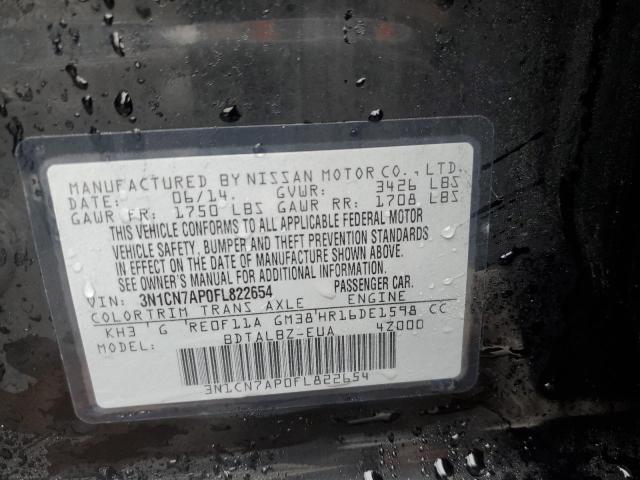 MANUFACTURED BY NISSAN MOTOR CO., LTD.
DATE: 06/14 GVWR: 3426 LBS
GAWR FR: 1750 LBS GAWR RR: 1708 LBS
THIS VEHICLE CONFORMS TO ALL APPLICABLE FEDERAL MOTOR
VEHICLE SAFETY, BUMPER AND THEFT PREVENTION STANDARDS
IN EFFECT ON THE DATE OF MANUFACTURE SHOWN ABOVE.
SEE OWNER'S MANUAL FOR ADDITIONAL INFORMATION.
VIN: 3N1CN7AP0FL822654 PASSENGER CAR.
COLOR TRIM TRANS AXLE ENGINE
KH3 ' G RE0F11A GM38'HR16DE1598 CC
MODEL: BDTALBZ-EUA 4Z000
3N1CN7AP0FL822654